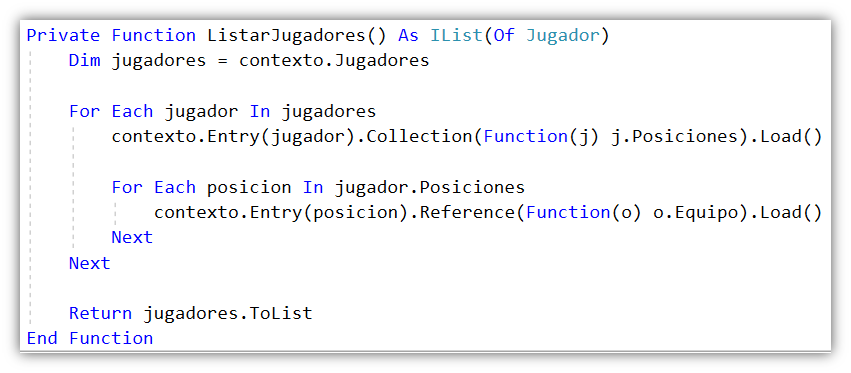 Private Function ListarJugadores() As IList(Of Jugador)
Dim jugadores = contexto.Jugadores
For Each jugador In jugadores
contexto.Entry(jugador).Collection(Function(j) j.Posiciones).Load()
For Each posicion In jugador.Posiciones
contexto.Entry(posicion).Reference(Function(o) o.Equipo).Load()
Next
Next
Return jugadores.ToList
End Function